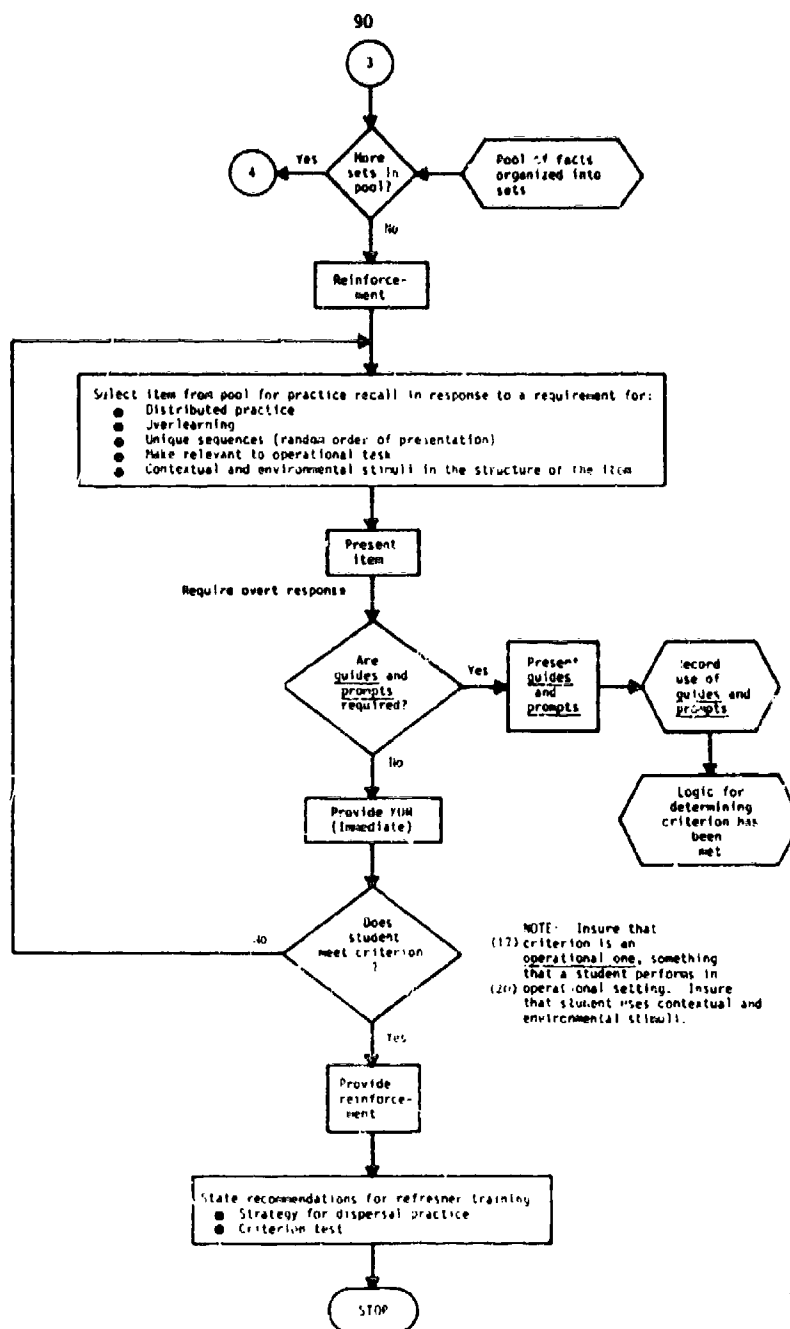 90
3
More
sets in
pool?
Yes
4
Pool of facts
organized into
sets
No
Reinforce-
ment
Select item from pool for practice recall in response to a requirement for:
● Distributed practice
● Overlearning
● Unique sequences (random order of presentation)
● Make relevant to operational task
● Contextual and environmental stimuli in the structure of the item
Present
item
Require overt response
Are
guides and
prompts
required?
Yes
Present
guides
and
prompts
Record
use of
guides and
prompts
No
Logic for
determining
criterion has
been
met
Provide KOR
(Immediate)
Does
student
meet criterion
?
No
NOTE: Insure that
(17) criterion is an
operational one, something
that a student performs in
(20) operational setting. Insure
that student uses contextual and
environmental stimuli.
Yes
Provide
reinforce-
ment
State recommendations for refresher training
● Strategy for dispersal practice
● Criterion test
STOP